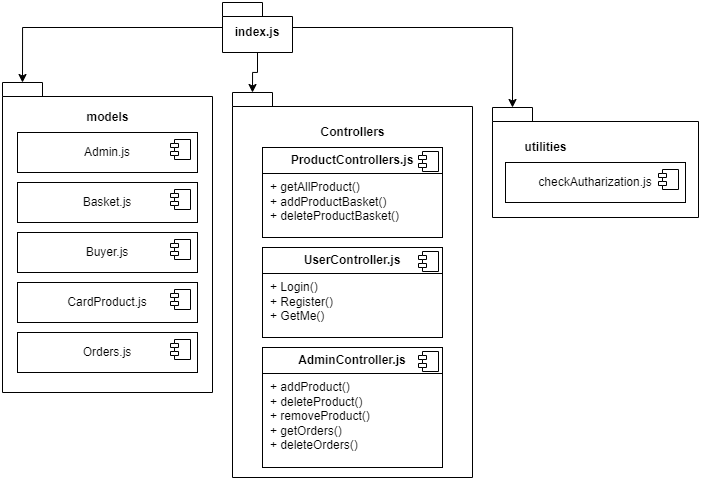 index.js
models
Admin.js
Basket.js
Buyer.js
CardProduct.js
Orders.js
Controllers
ProductControllers.js
+ getAllProduct()
+ addProductBasket()
+ deleteProductBasket()
UserController.js
+ Login()
+ Register()
+ GetMe()
AdminController.js
+ addProduct()
+ deleteProduct()
+ removeProduct()
+ getOrders()
+ deleteOrders()
utilities
checkAutharization.js